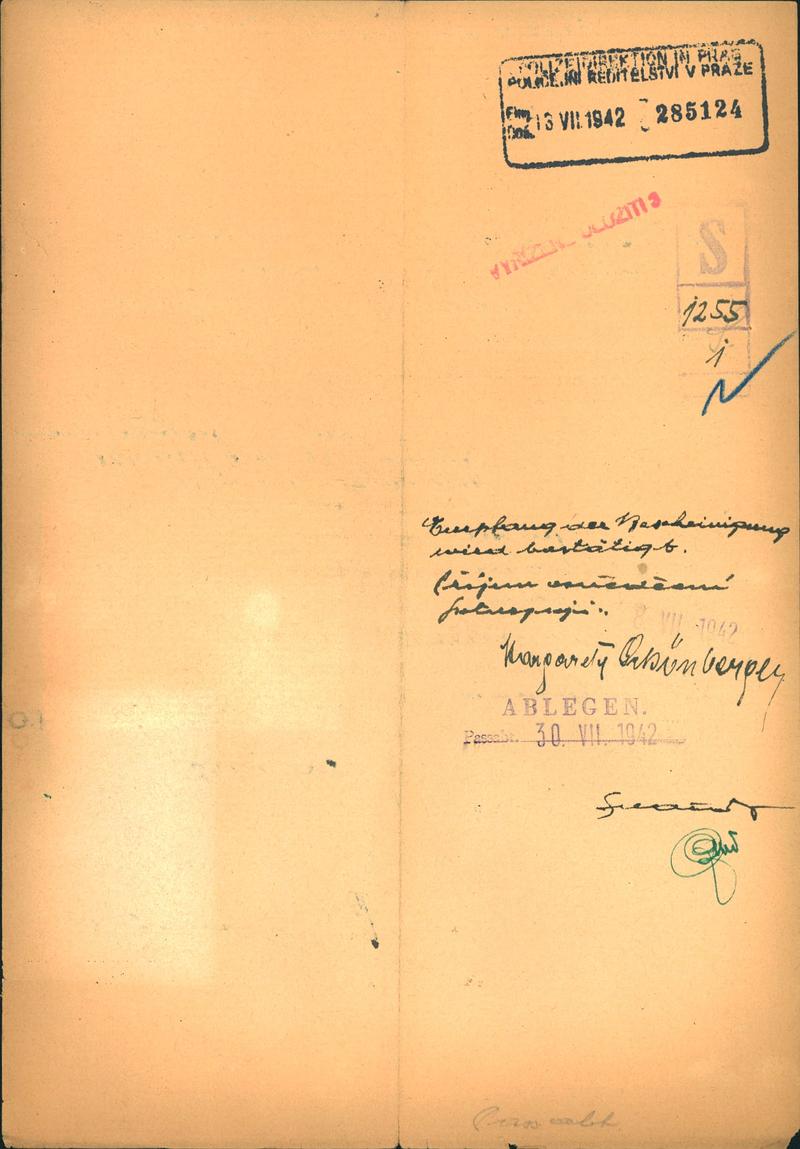 POLIZEIDIREKTION IN PRAG
POLICEJNÍ ŘEDITELSTVÍ V PRAZE
Eing.
Doš. 13 VII. 1942 285124
S
1255
1
Empfang der Bescheinigung
wird bestätigt.
Příjem osvědčení
potvrzuji:
8 VII 1942
Margarety Schönberger
ABLEGEN.
Passabt. 30. VII. 1942